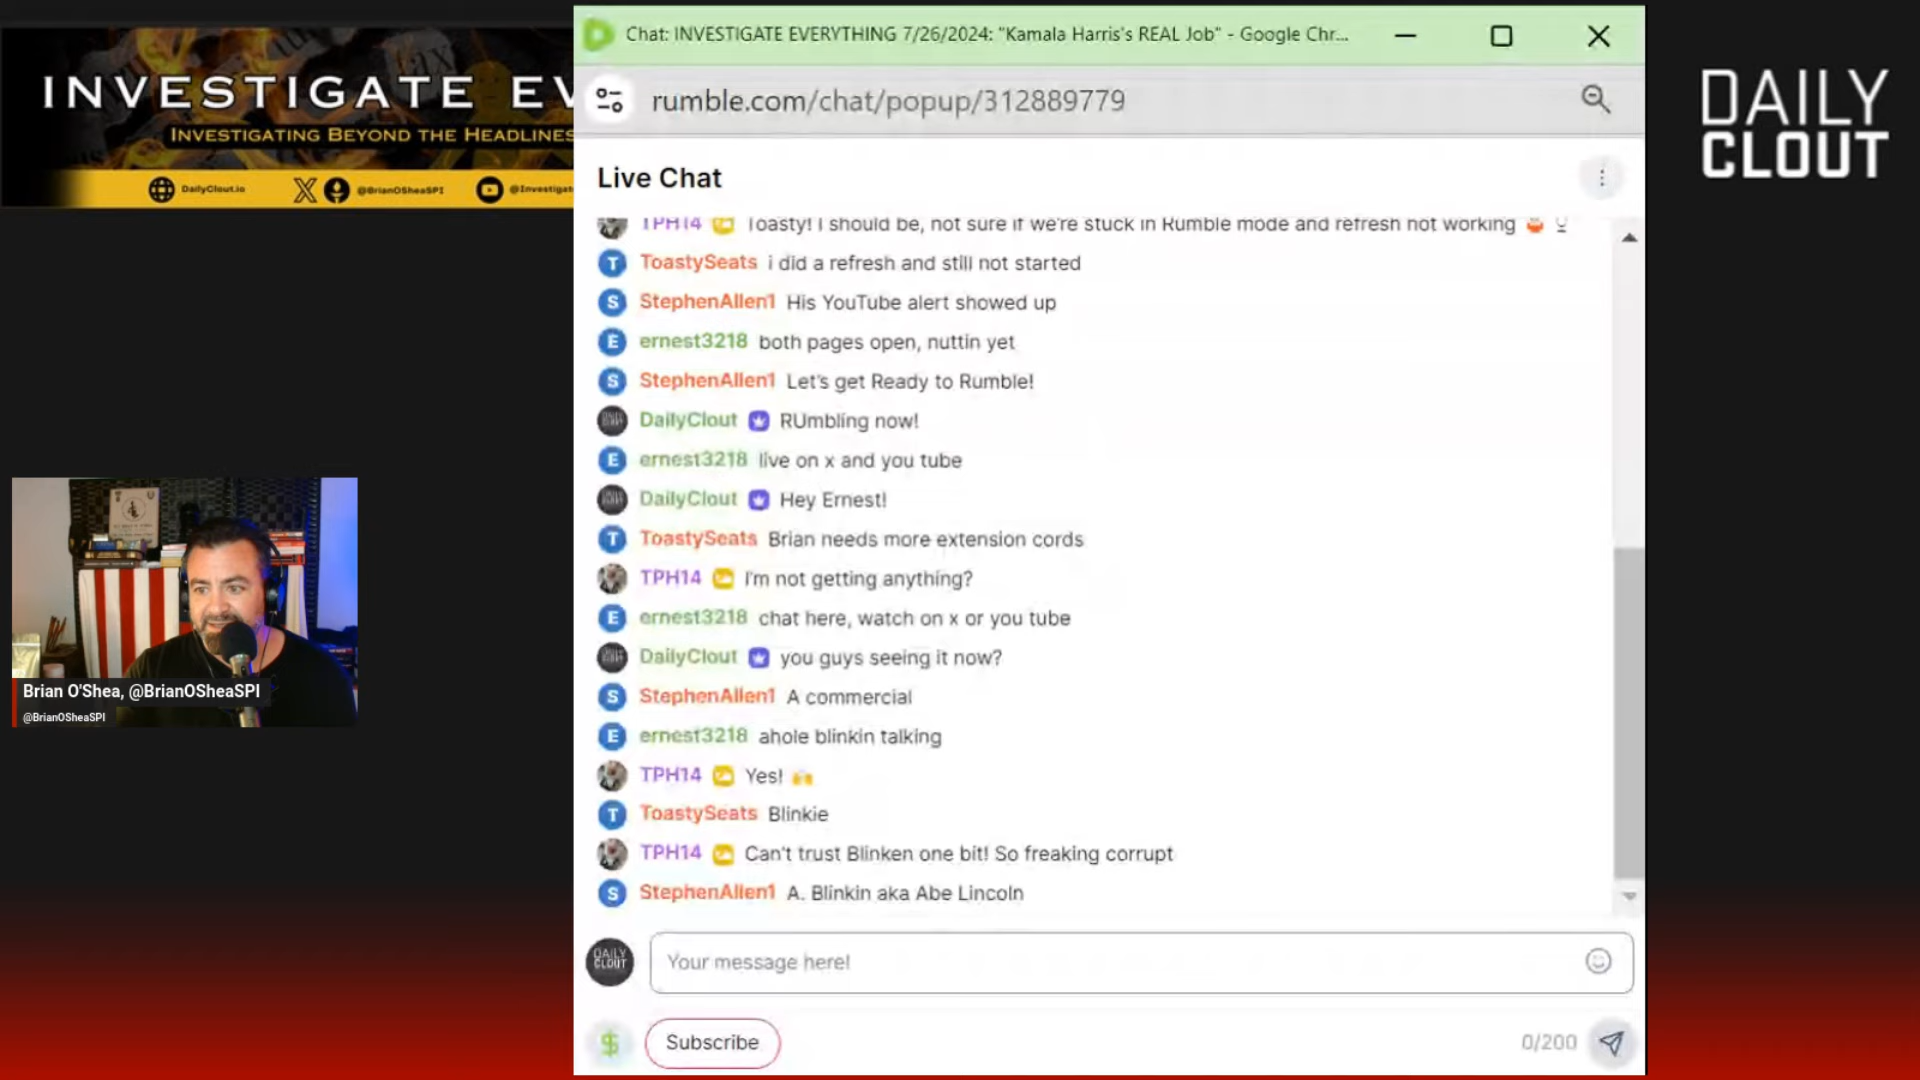 INVESTIGATE EV
INVESTIGATING BEYOND THE HEADLINES
DailyClout.io
@BrianOSheaSPI
@Investigat
Chat: INVESTIGATE EVERYTHING 7/26/2024: "Kamala Harris's REAL Job" - Google Chr...
rumble.com/chat/popup/312889779
DAILY
CLOUT
Live Chat
TPH14 Toasty! I should be, not sure if we're stuck in Rumble mode and refresh not working
T ToastySeats i did a refresh and still not started
S StephenAllen1 His YouTube alert showed up
E ernest3218 both pages open, nuttin yet
S StephenAllen1 Let's get Ready to Rumble!
DailyClout RUmbling now!
E ernest3218 live on x and you tube
DailyClout Hey Ernest!
T ToastySeats Brian needs more extension cords
TPH14 I'm not getting anything?
E ernest3218 chat here, watch on x or you tube
DailyClout you guys seeing it now?
S StephenAllen1 A commercial
E ernest3218 ahole blinkin talking
TPH14 Yes!
T ToastySeats Blinkie
TPH14 Can't trust Blinken one bit! So freaking corrupt
S StephenAllen1 A. Blinkin aka Abe Lincoln
Brian O'Shea, @BrianOSheaSPI
@BrianOSheaSPI
DAILY
CLOUT
Your message here!
$ Subscribe
0/200